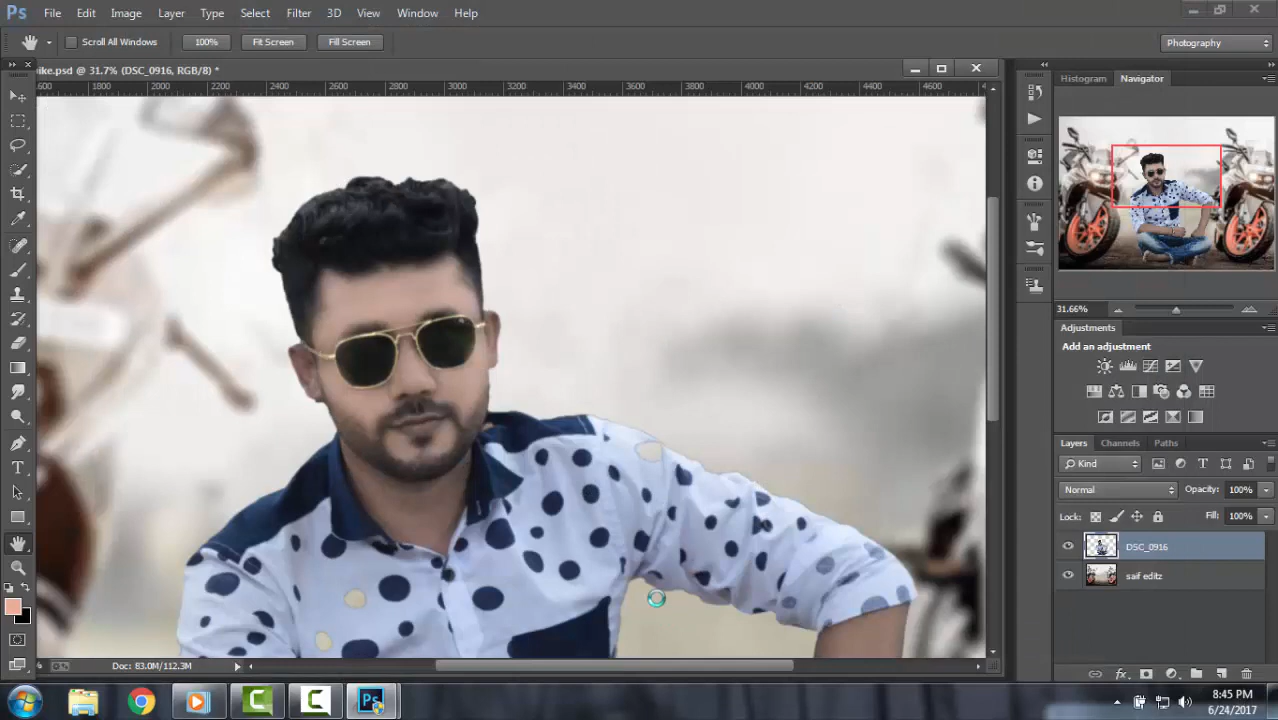 Ps File Edit Image Layer Type Select Filter 3D View Window Help
Scroll All Windows 100% Fit Screen Fill Screen Photography
ike.psd @ 31.7% (DSC_0916, RGB/8) *
Histogram Navigator
1800 2000 2200 2400 2600 2800 3000 3200 3400 3600 3800 4000 4200 4400 4600
31.66%
Adjustments
Add an adjustment
Layers Channels Paths
Kind
Normal Opacity: 100%
Lock: Fill: 100%
DSC_0916
saif editz
T
Doc: 83.0M/112.3M
Ps
8:45 PM
6/24/2017